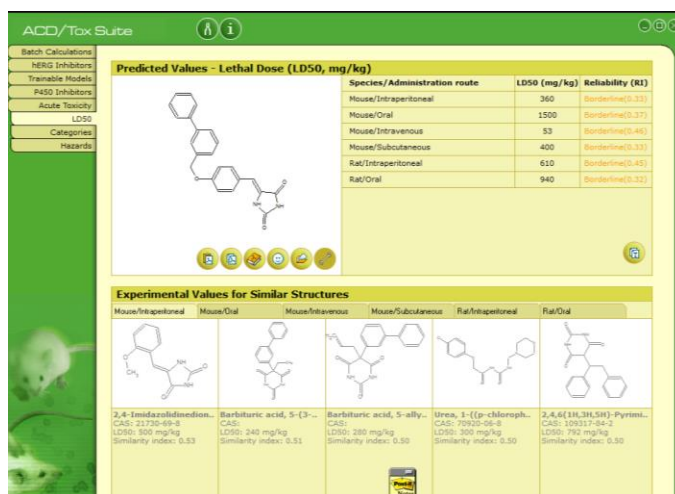 ACD/Tox Suite
Batch Calculations
hERG Inhibitors
Trainable Models
P450 Inhibitors
Acute Toxicity
LD50
Categories
Hazards
Predicted Values - Lethal Dose (LD50, mg/kg)
Species/Administration route LD50 (mg/kg) Reliability (RI)
Mouse/Intraperitoneal 360 Borderline(0.33)
Mouse/Oral 1500 Borderline(0.37)
Mouse/Intravenous 53 Borderline(0.46)
Mouse/Subcutaneous 400 Borderline(0.33)
Rat/Intraperitoneal 610 Borderline(0.45)
Rat/Oral 940 Borderline(0.32)
Experimental Values for Similar Structures
Mouse/Intraperitoneal Mouse/Oral Mouse/Intravenous Mouse/Subcutaneous Rat/Intraperitoneal Rat/Oral
2,4-Imidazolidinedion..
CAS: 21730-69-8
LD50: 500 mg/kg
Similarity index: 0.53
Barbituric acid, 5-(3-..
CAS:
LD50: 240 mg/kg
Similarity index: 0.51
Barbituric acid, 5-ally..
CAS:
LD50: 280 mg/kg
Similarity index: 0.50
Urea, 1-((p-chloroph..
CAS: 70920-06-8
LD50: 300 mg/kg
Similarity index: 0.50
2,4,6(1H,3H,5H)-Pyrimi..
CAS: 109317-84-2
LD50: 792 mg/kg
Similarity index: 0.50